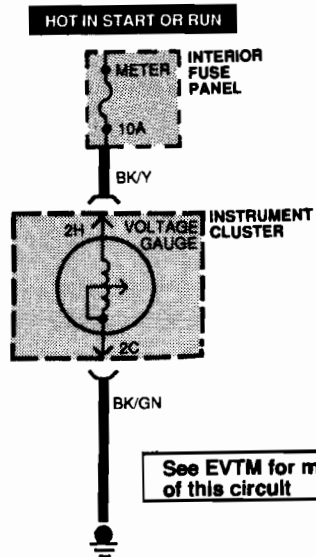 HOT IN START OR RUN
INTERIOR
FUSE
PANEL
METER
10A
BK/Y
INSTRUMENT
CLUSTER
2H
VOLTAGE
GAUGE
2C
BK/GN
See EVTM for
of this circuit